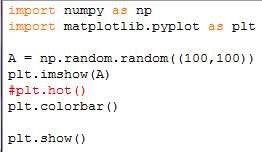 import numpy as np
import matplotlib.pyplot as plt
A = np.random.random((100,100))
plt.imshow(A)
#plt.hot()
plt.colorbar()
plt.show()